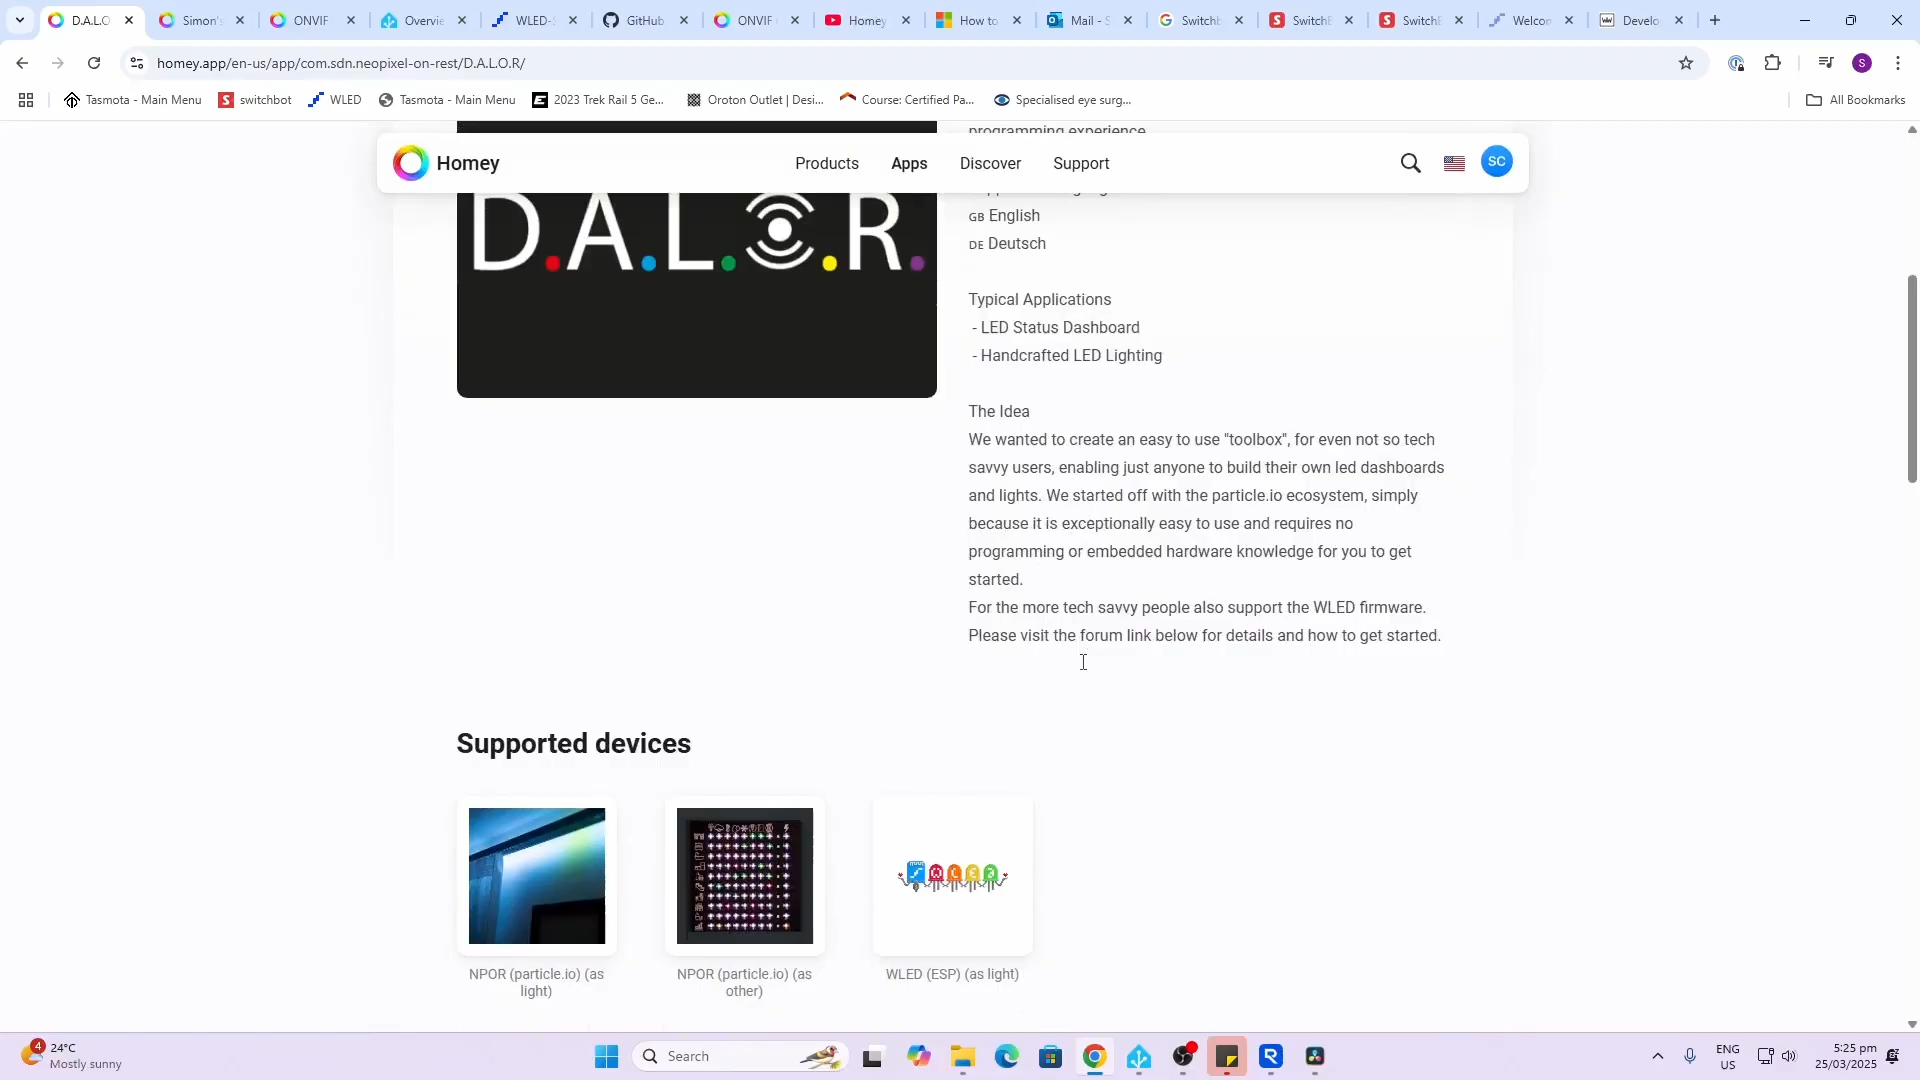 D.A.L.O
Simon's
ONVIF
Overvie
WLED-
GitHub
ONVIF
Homey
How to
Mail - S
Switchb
SwitchE
SwitchE
Welcon
Develo
homey.app/en-us/app/com.sdn.neopixel-on-rest/D.A.L.O.R/
S
Tasmota - Main Menu
switchbot
WLED
Tasmota - Main Menu
2023 Trek Rail 5 Ge...
Oroton Outlet | Desi...
Course: Certified Pa...
Specialised eye surg...
All Bookmarks
programming experience
Homey
Products
Apps
Discover
Support
SC
D.A.L.O.R.
GB English
DE Deutsch
Typical Applications
- LED Status Dashboard
- Handcrafted LED Lighting
The Idea
We wanted to create an easy to use "toolbox", for even not so tech
savvy users, enabling just anyone to build their own led dashboards
and lights. We started off with the particle.io ecosystem, simply
because it is exceptionally easy to use and requires no
programming or embedded hardware knowledge for you to get
started.
For the more tech savvy people also support the WLED firmware.
Please visit the forum link below for details and how to get started.
Supported devices
NPOR (particle.io) (as
light)
NPOR (particle.io) (as
other)
WLED (ESP) (as light)
4
24°C
Mostly sunny
Search
ENG
US
5:25 pm
25/03/2025